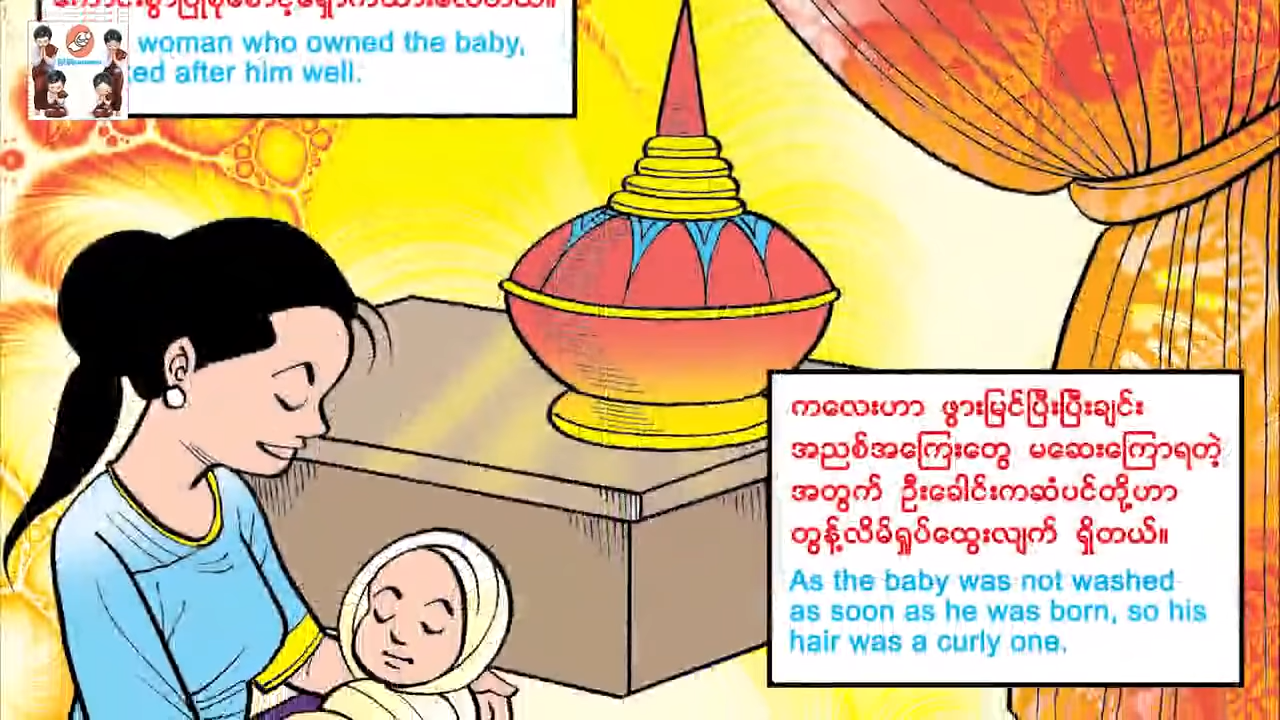 woman who owned the baby,
ed after him well.
ကလေးဟာ ဖွားမြင်ပြီးပြီးချင်း
အညစ်အကြေးတွေ မဆေးကြောရတဲ့
အတွက် ဦးခေါင်းကဆံပင်တို့ဟာ
တွန့်လိမ်ရှုပ်ထွေးလျက် ရှိတယ်။
As the baby was not washed
as soon as he was born, so his
hair was a curly one.